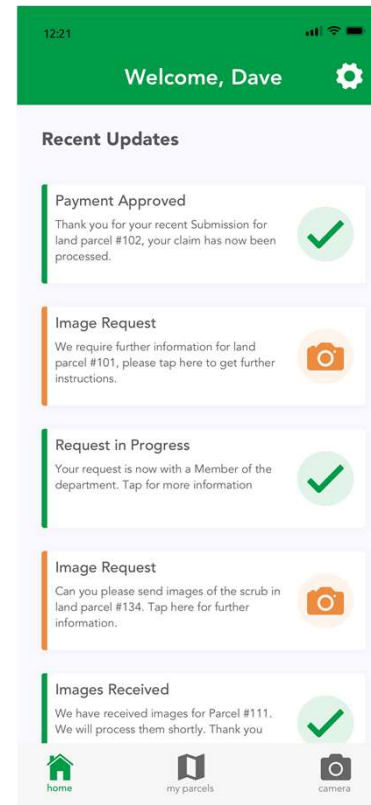 12:21
Welcome, Dave
Recent Updates
Payment Approved
Thank you for your recent Submission for
land parcel #102, your claim has now been
processed.
Image Request
We require further information for land
parcel #101, please tap here to get further
instructions.
Request in Progress
Your request is now with a Member of the
department. Tap for more information
Image Request
Can you please send images of the scrub in
land parcel #134. Tap here for further
information.
Images Received
We have received images for Parcel #111.
We will process them shortly. Thank you
home
my parcels
camera